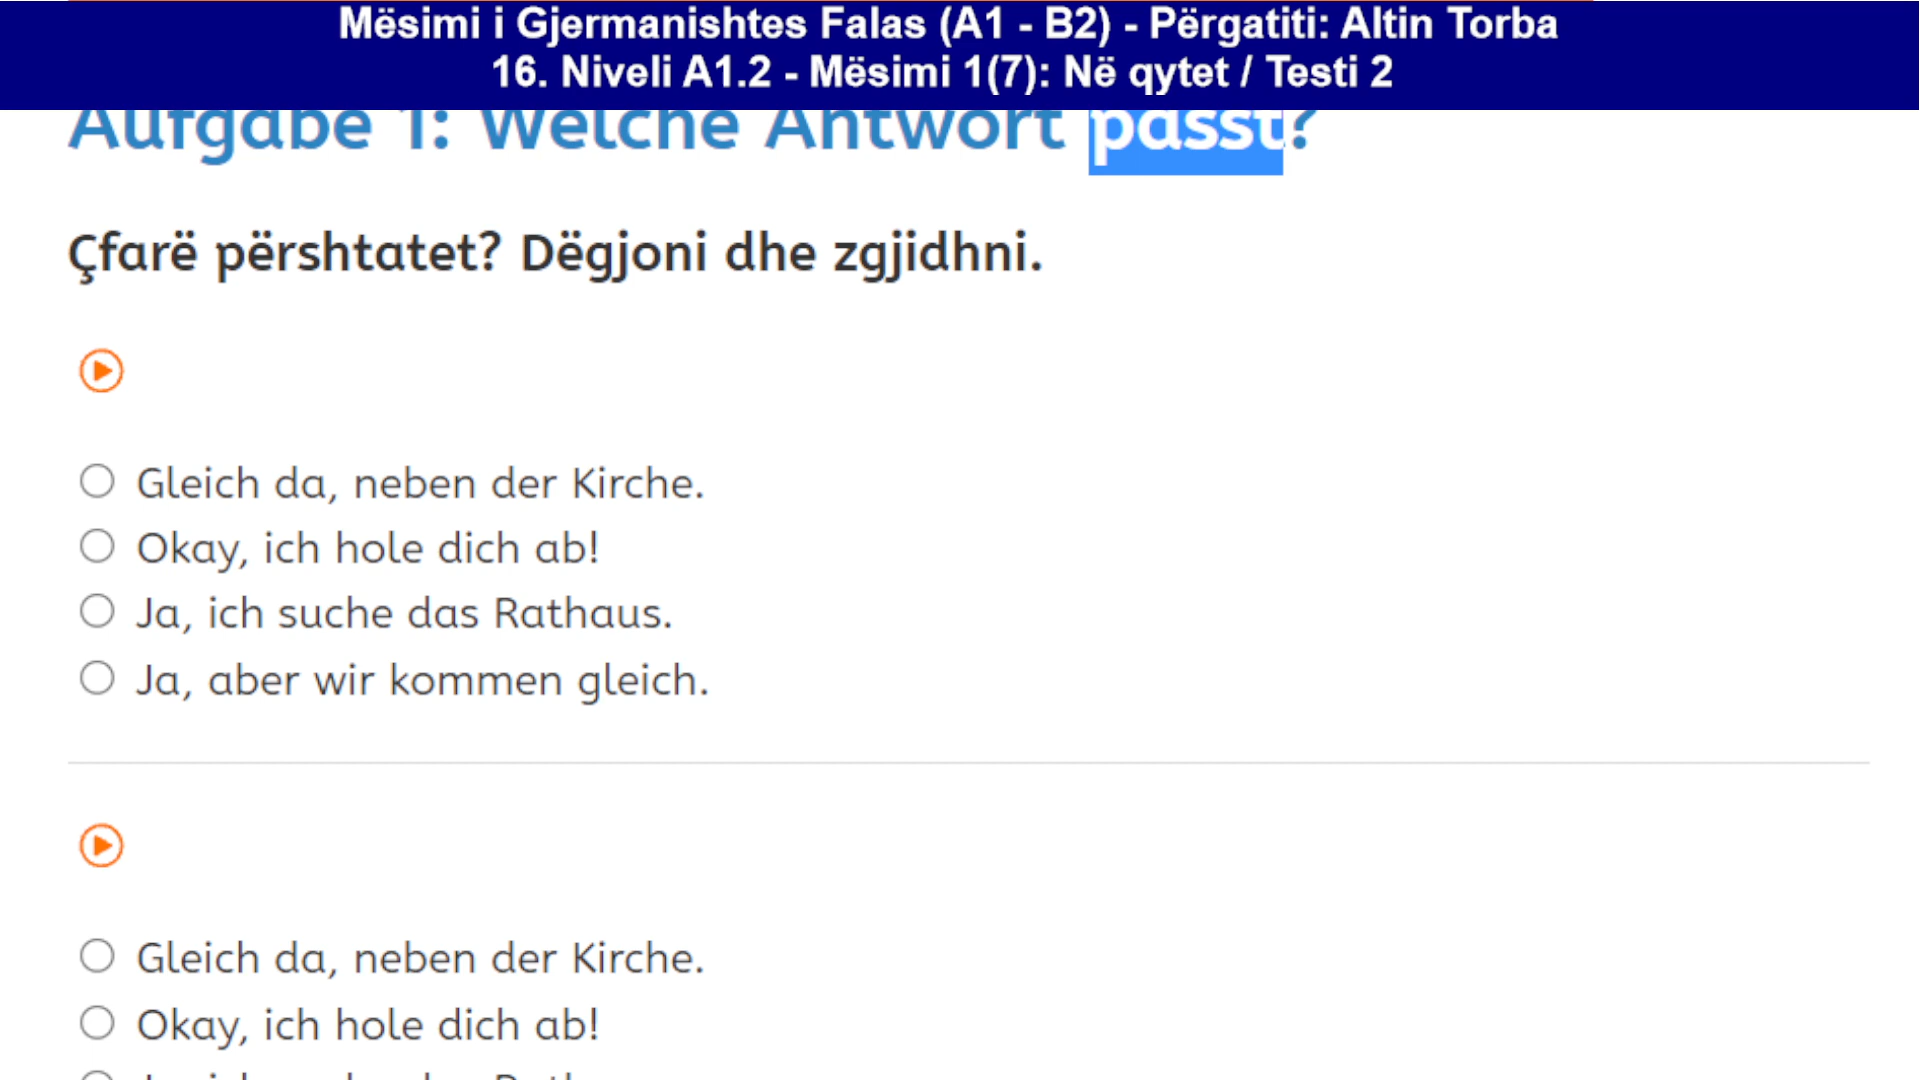 Mësimi i Gjermanishtes Falas (A1 - B2) - Përgatiti: Altin Torba
16. Niveli A1.2 - Mësimi 1(7): Në qytet / Testi 2
Aufgabe 1: Welche Antwort passt?
Çfarë përshtatet? Dëgjoni dhe zgjidhni.
Gleich da, neben der Kirche.
Okay, ich hole dich ab!
Ja, ich suche das Rathaus.
Ja, aber wir kommen gleich.
Gleich da, neben der Kirche.
Okay, ich hole dich ab!